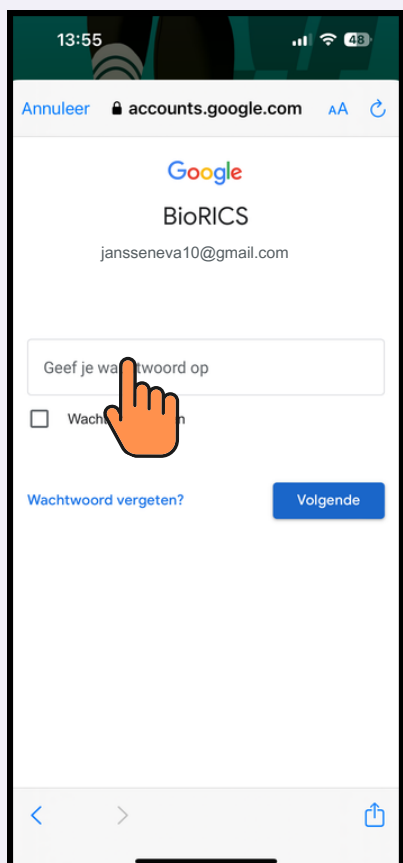 13:55
48
Annuleer accounts.google.com AA
Google
BioRICS
jansseneva10@gmail.com
Geef je wa twoord op
Wach n
Wachtwoord vergeten?
Volgende